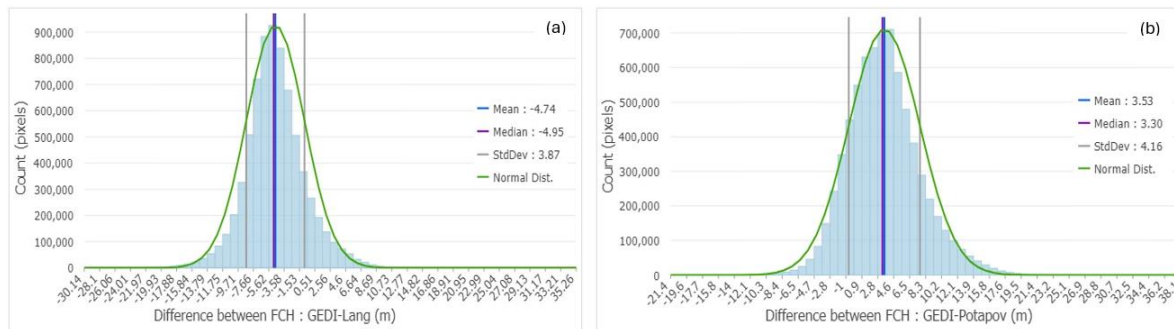 (a)
900,000
800,000
700,000
600,000
500,000
400,000
300,000
200,000
100,000
0
Count (pixels)
Mean : -4.74
Median : -4.95
StdDev : 3.87
Normal Dist.
-30.14 -28.1 -26.06 -24.01 -21.97 -19.93 -17.88 -15.84 -13.79 -11.75 -9.71 -7.66 -5.62 -3.58 -1.53 0.51 2.56 4.6 6.64 8.69 10.73 12.77 14.82 16.86 18.91 20.95 22.99 25.04 27.08 29.13 31.17 33.21 35.26
Difference between FCH : GEDI-Lang (m)
(b)
700,000
600,000
500,000
400,000
300,000
200,000
100,000
0
Count (pixels)
Mean : 3.53
Median : 3.30
StdDev : 4.16
Normal Dist.
-21.4 -19.6 -17.7 -15.8 -14 -12.1 -10.3 -8.4 -6.5 -4.7 -2.8 -1 0.9 2.8 4.6 6.5 8.3 10.2 12.1 13.9 15.8 17.6 19.5 21.4 23.2 25.1 26.9 28.8 30.7 32.5 34.4 36.2 38.1
Difference between FCH : GEDI-Potapov (m)